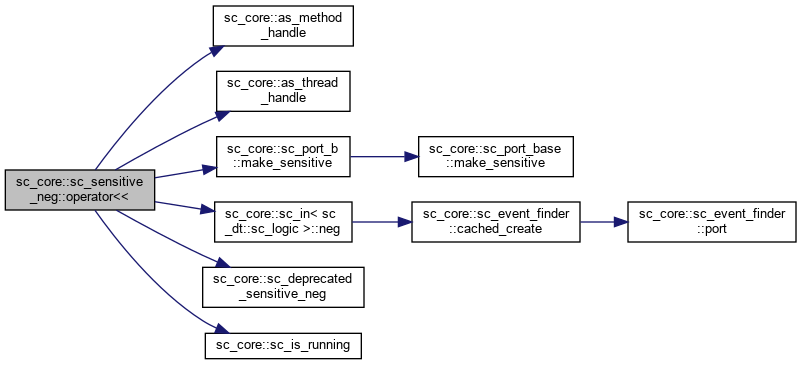 sc_core::as_method
_handle
sc_core::as_thread
_handle
sc_core::sc_port_b
::make_sensitive
sc_core::sc_port_base
::make_sensitive
sc_core::sc_sensitive
_neg::operator<<
sc_core::sc_in< sc
_dt::sc_logic >::neg
sc_core::sc_event_finder
::cached_create
sc_core::sc_event_finder
::port
sc_core::sc_deprecated
_sensitive_neg
sc_core::sc_is_running